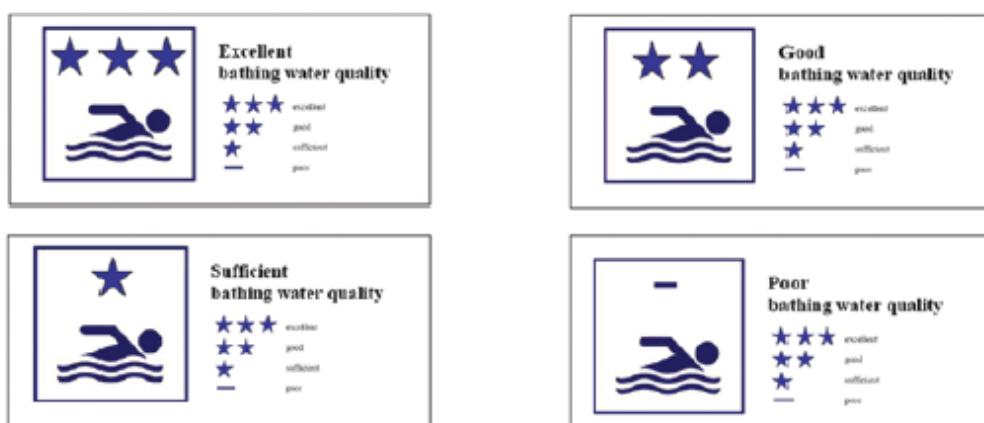 Excellent
bathing water quality
excellent
good
sufficient
poor
Good
bathing water quality
excellent
good
sufficient
poor
Sufficient
bathing water quality
excellent
good
sufficient
poor
Poor
bathing water quality
excellent
good
sufficient
poor